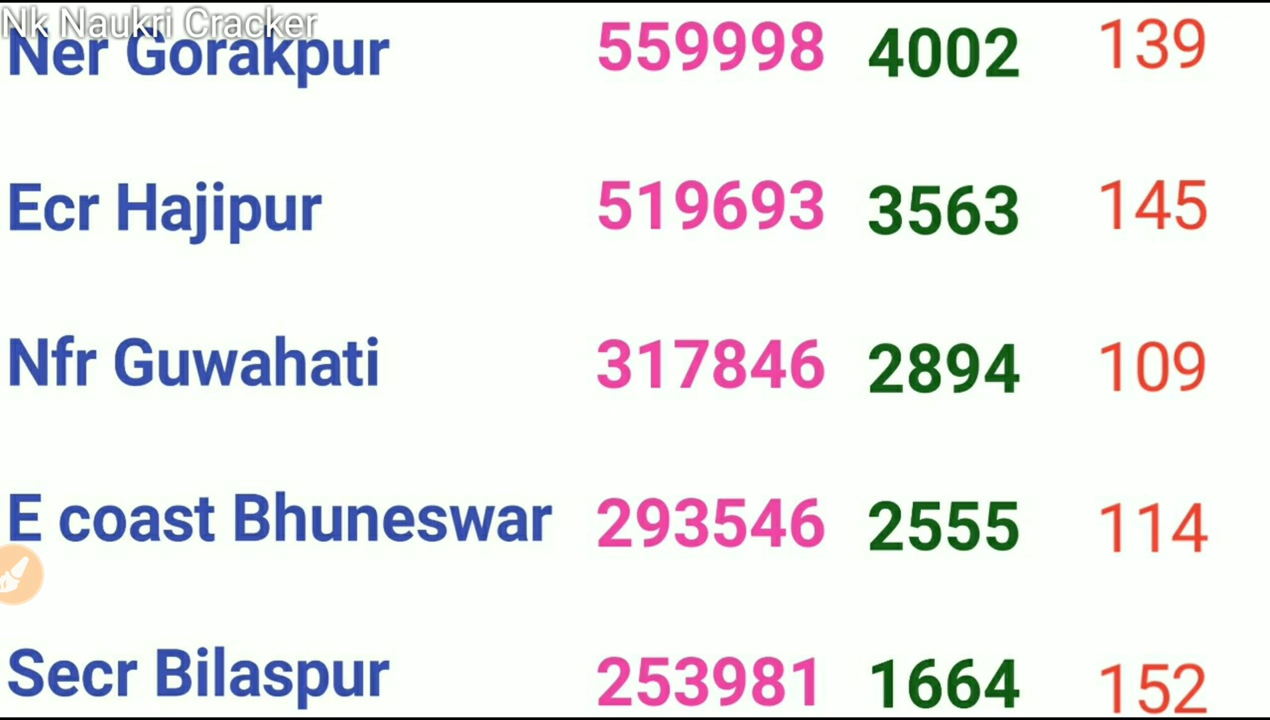 Nk Naukri Cracker
Ner Gorakpur 559998 4002 139
Ecr Hajipur 519693 3563 145
Nfr Guwahati 317846 2894 109
E coast Bhuneswar 293546 2555 114
Secr Bilaspur 253981 1664 152